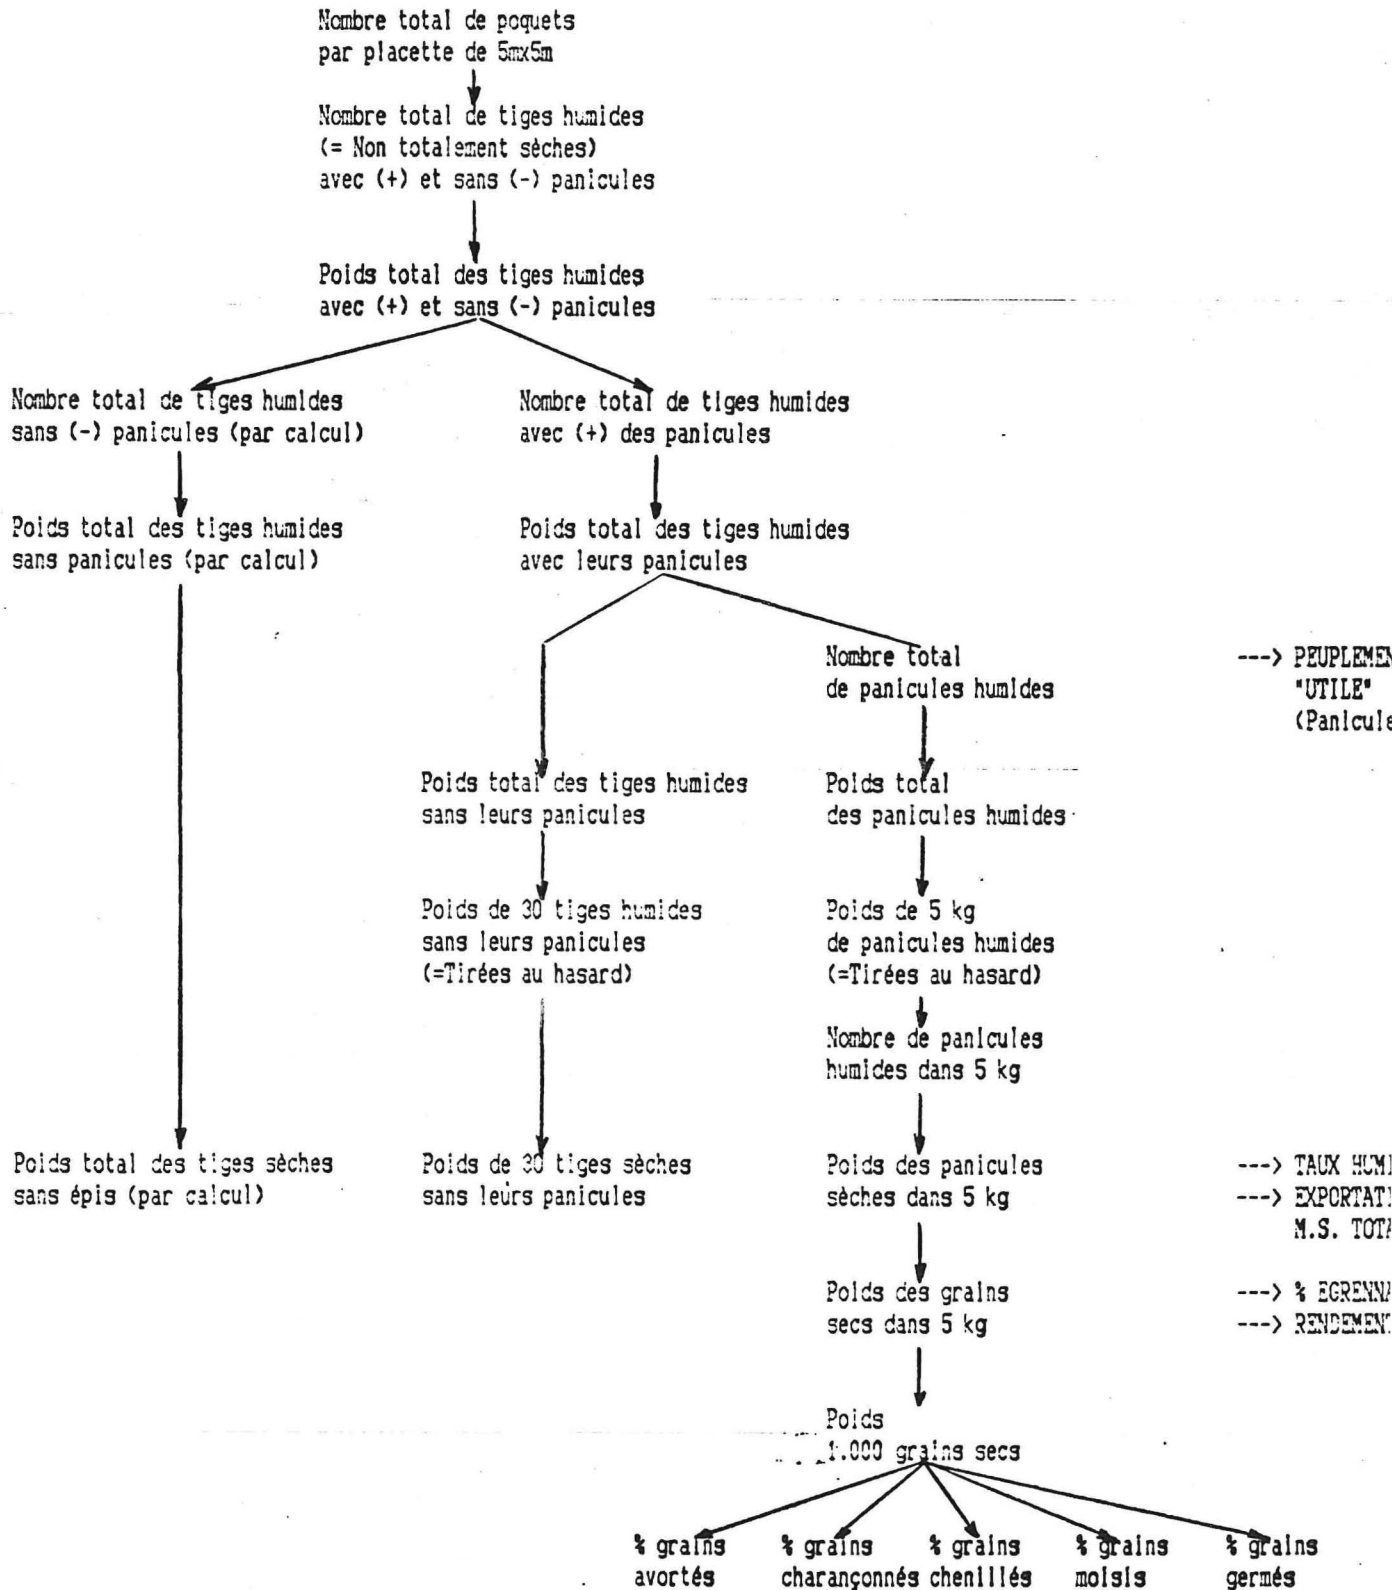 Nombre total de poquets
par placette de 5mx5m
Nombre total de tiges humides
(= Non totalement sèches)
avec (+) et sans (-) panicules
Poids total des tiges humides
avec (+) et sans (-) panicules
Nombre total de tiges humides
sans (-) panicules (par calcul)
Nombre total de tiges humides
avec (+) des panicules
Poids total des tiges humides
sans panicules (par calcul)
Poids total des tiges humides
avec leurs panicules
Nombre total
de panicules humides
---> PEUPLEMEN
"UTILE"
(Panicule
Poids total des tiges humides
sans leurs panicules
Poids total
des panicules humides
Poids de 30 tiges humides
sans leurs panicules
(=Tirées au hasard)
Poids de 5 kg
de panicules humides
(=Tirées au hasard)
Nombre de panicules
humides dans 5 kg
Poids total des tiges sèches
sans épis (par calcul)
Poids de 30 tiges sèches
sans leurs panicules
Poids des panicules
sèches dans 5 kg
---> TAUX HUMI
---> EXPORTATI
M.S. TOTA
Poids des grains
secs dans 5 kg
---> % EGRENNA
---> RENDEMENT
Poids
1.000 grains secs
% grains
avortés
% grains
charançonnés
% grains
chenillés
% grains
moisis
% grains
germés